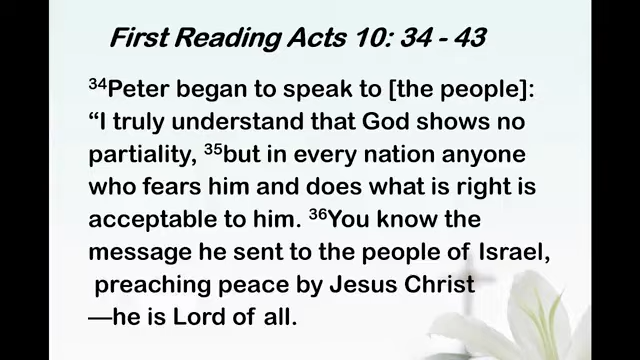 First Reading Acts 10: 34 - 43
³⁴Peter began to speak to [the people]:
“I truly understand that God shows no
partiality, ³⁵but in every nation anyone
who fears him and does what is right is
acceptable to him. ³⁶You know the
message he sent to the people of Israel,
preaching peace by Jesus Christ
—he is Lord of all.